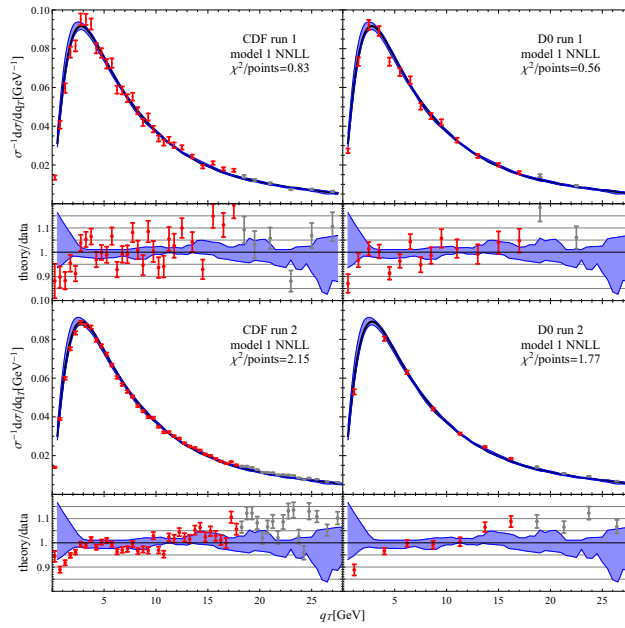 CDF run 1
model 1 NNLL
χ²/points=0.83
D0 run 1
model 1 NNLL
χ²/points=0.56
σ⁻¹dσ/dq_T[GeV⁻¹]
0.10
0.08
0.06
0.04
0.02
theory/data
1.1
1.
0.9
0.10
CDF run 2
model 1 NNLL
χ²/points=2.15
D0 run 2
model 1 NNLL
χ²/points=1.77
σ⁻¹dσ/dq_T[GeV⁻¹]
0.08
0.06
0.04
0.02
theory/data
1.1
1.
0.9
0 5 10 15 20 25 5 10 15 20 25
q_T[GeV]